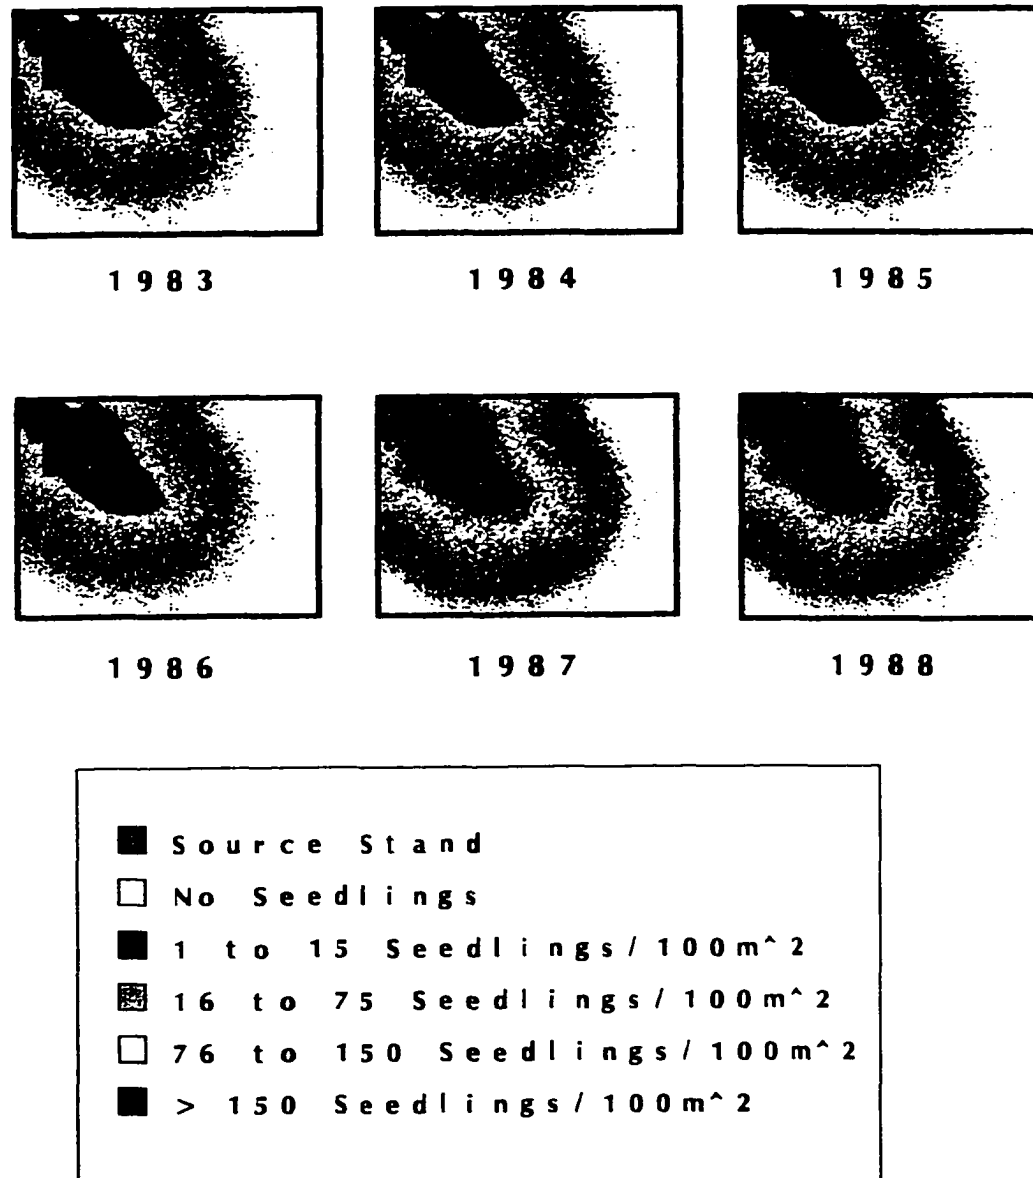 1983 1984 1985
1986 1987 1988
Source Stand
No Seedlings
1 to 15 Seedlings/100m^2
16 to 75 Seedlings/100m^2
76 to 150 Seedlings/100m^2
> 150 Seedlings/100m^2